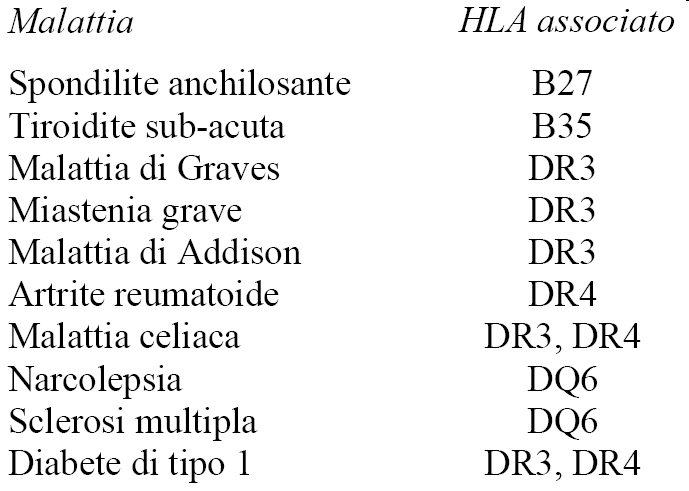 Malattia HLA associato
Spondilite anchilosante B27
Tiroidite sub-acuta B35
Malattia di Graves DR3
Miastenia grave DR3
Malattia di Addison DR3
Artrite reumatoide DR4
Malattia celiaca DR3, DR4
Narcolepsia DQ6
Sclerosi multipla DQ6
Diabete di tipo 1 DR3, DR4